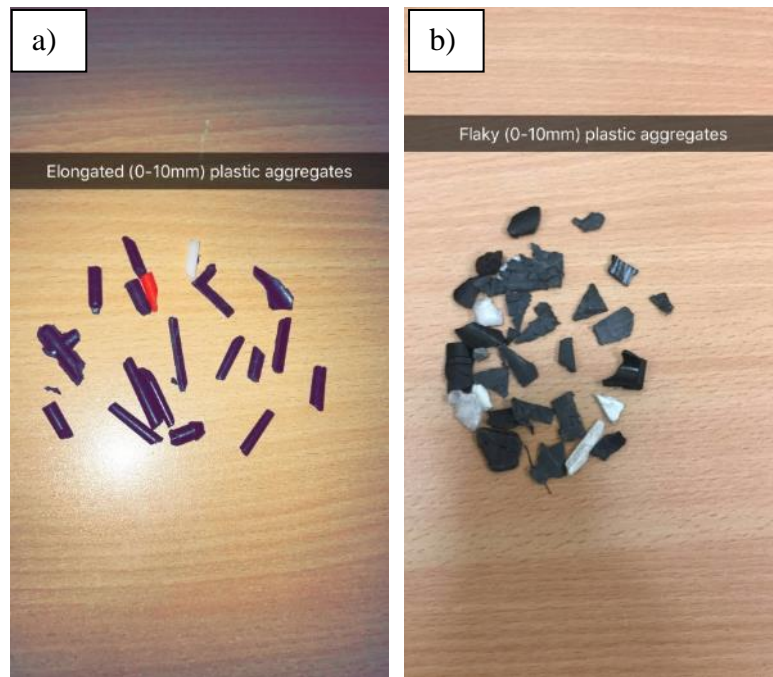 a)
Elongated (0-10mm) plastic aggregates
b)
Flaky (0-10mm) plastic aggregates